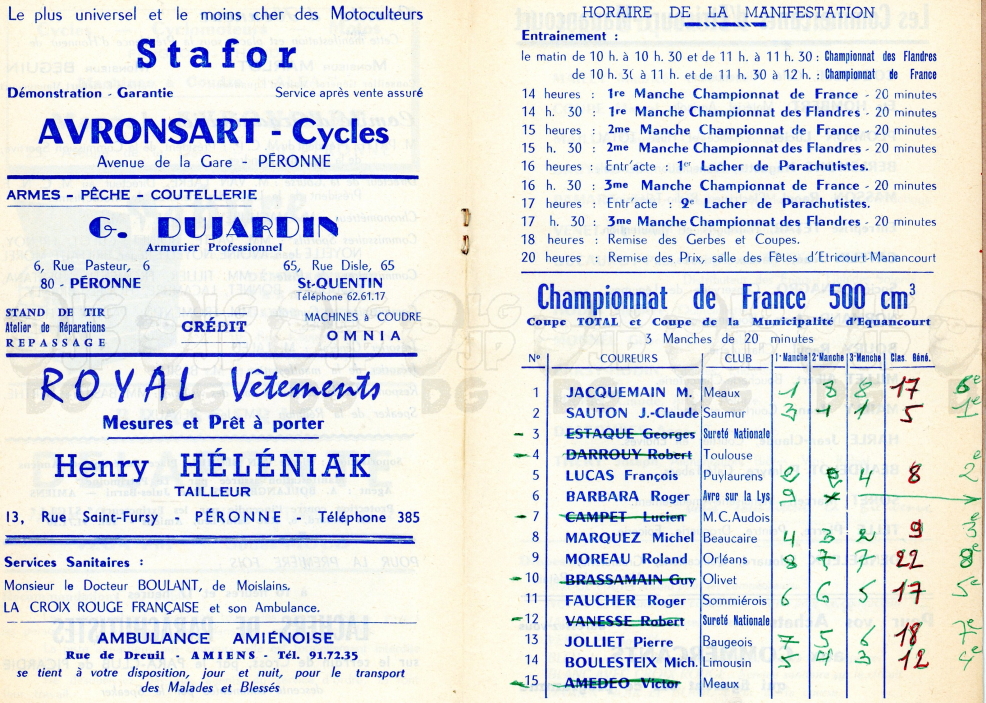 Le plus universel et le moins cher des Motoculteurs
Stafor
Démonstration - Garantie Service après vente assuré
AVRONSART - Cycles
Avenue de la Gare - PÉRONNE
ARMES - PÊCHE - COUTELLERIE
G. DUJARDIN
Armurier Professionnel
6, Rue Pasteur, 6 65, Rue Disle, 65
80 - PÉRONNE St-QUENTIN
Téléphone 62.61.17
STAND DE TIR MACHINES à COUDRE
Atelier de Réparations CRÉDIT
REPASSAGE OMNIA
ROYAL Vêtements
Mesures et Prêt à porter
Henry HÉLÉNIAK
TAILLEUR
13, Rue Saint-Fursy - PÉRONNE - Téléphone 385
Services Sanitaires :
Monsieur le Docteur BOULANT, de Moislains.
LA CROIX ROUGE FRANÇAISE et son Ambulance.
AMBULANCE AMIÉNOISE
Rue de Dreuil - AMIENS - Tél. 91.72.35
se tient à votre disposition, jour et nuit, pour le transport
des Malades et Blessés
HORAIRE DE LA MANIFESTATION
Entrainement :
le matin de 10 h. à 10 h. 30 et de 11 h. à 11 h. 30 : Championnat des Flandres
de 10 h. 30 à 11 h. et de 11 h. 30 à 12 h. : Championnat de France
14 heures : 1re Manche Championnat de France - 20 minutes
14 h. 30 : 1re Manche Championnat des Flandres - 20 minutes
15 heures : 2me Manche Championnat de France - 20 minutes
15 h. 30 : 2me Manche Championnat des Flandres - 20 minutes
16 heures : Entr'acte : 1er Lacher de Parachutistes.
16 h. 30 : 3me Manche Championnat de France - 20 minutes
17 heures : Entr'acte : 2e Lacher de Parachutistes.
17 h. 30 : 3me Manche Championnat des Flandres - 20 minutes
18 heures : Remise des Gerbes et Coupes.
20 heures : Remise des Prix, salle des Fêtes d'Etricourt-Manancourt
Championnat de France 500 cm3
Coupe TOTAL et Coupe de la Municipalité d'Equancourt
3 Manches de 20 minutes
No COUREURS CLUB 1e Manche 2e Manche 3e Manche Clas. Géné.
1 JACQUEMAIN M. Meaux 1 8 8 17 6e
2 SAUTON J.-Claude Saumur 3 1 1 5 1e
3 ESTAQUE Georges Sureté Nationale
4 DARROUY Robert Toulouse
5 LUCAS François Puylaurens 2 2 4 8 2e
6 BARBARA Roger Avre sur la Lys 9 x
7 CAMPET Lucien M.C.Audois
8 MARQUEZ Michel Beaucaire 4 3 2 9 3e
9 MOREAU Roland Orléans 8 7 7 22 8e
10 BRASSAMAIN Guy Olivet
11 FAUCHER Roger Sommiérois 6 6 5 17 5e
12 VANESSE Robert Sureté Nationale
13 JOLLIET Pierre Baugeois 7 5 6 18 7e
14 BOULESTEIX Mich. Limousin 5 4 3 12 4e
15 AMEDEO Victor Meaux